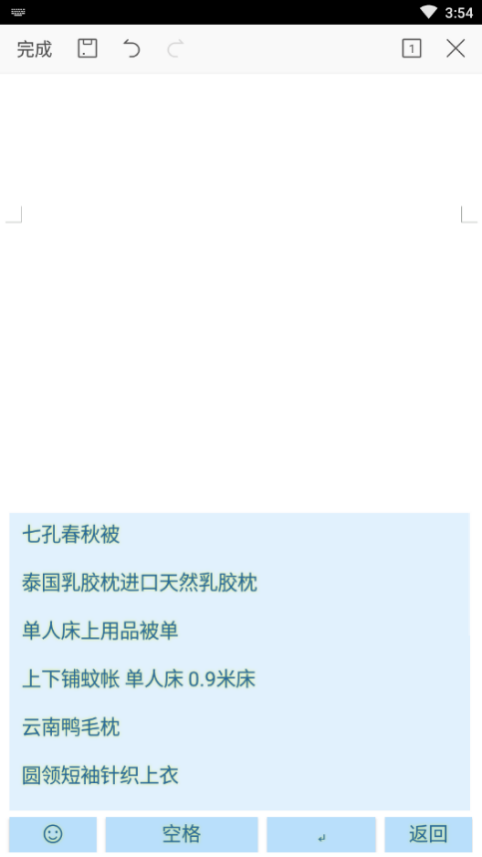 3:54
完成
1
七孔春秋被
泰国乳胶枕进口天然乳胶枕
单人床上用品被单
上下铺蚊帐 单人床 0.9米床
云南鸭毛枕
圆领短袖针织上衣
空格
返回